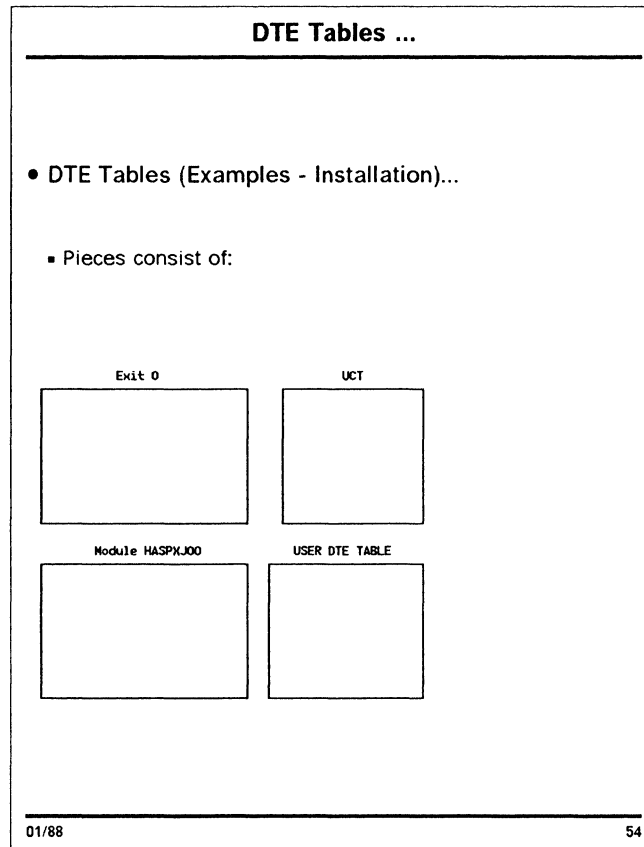 DTE Tables ...
• DTE Tables (Examples - Installation)...
▪ Pieces consist of:
Exit 0 UCT
Module HASPXJ00 USER DTE TABLE
01/88 54